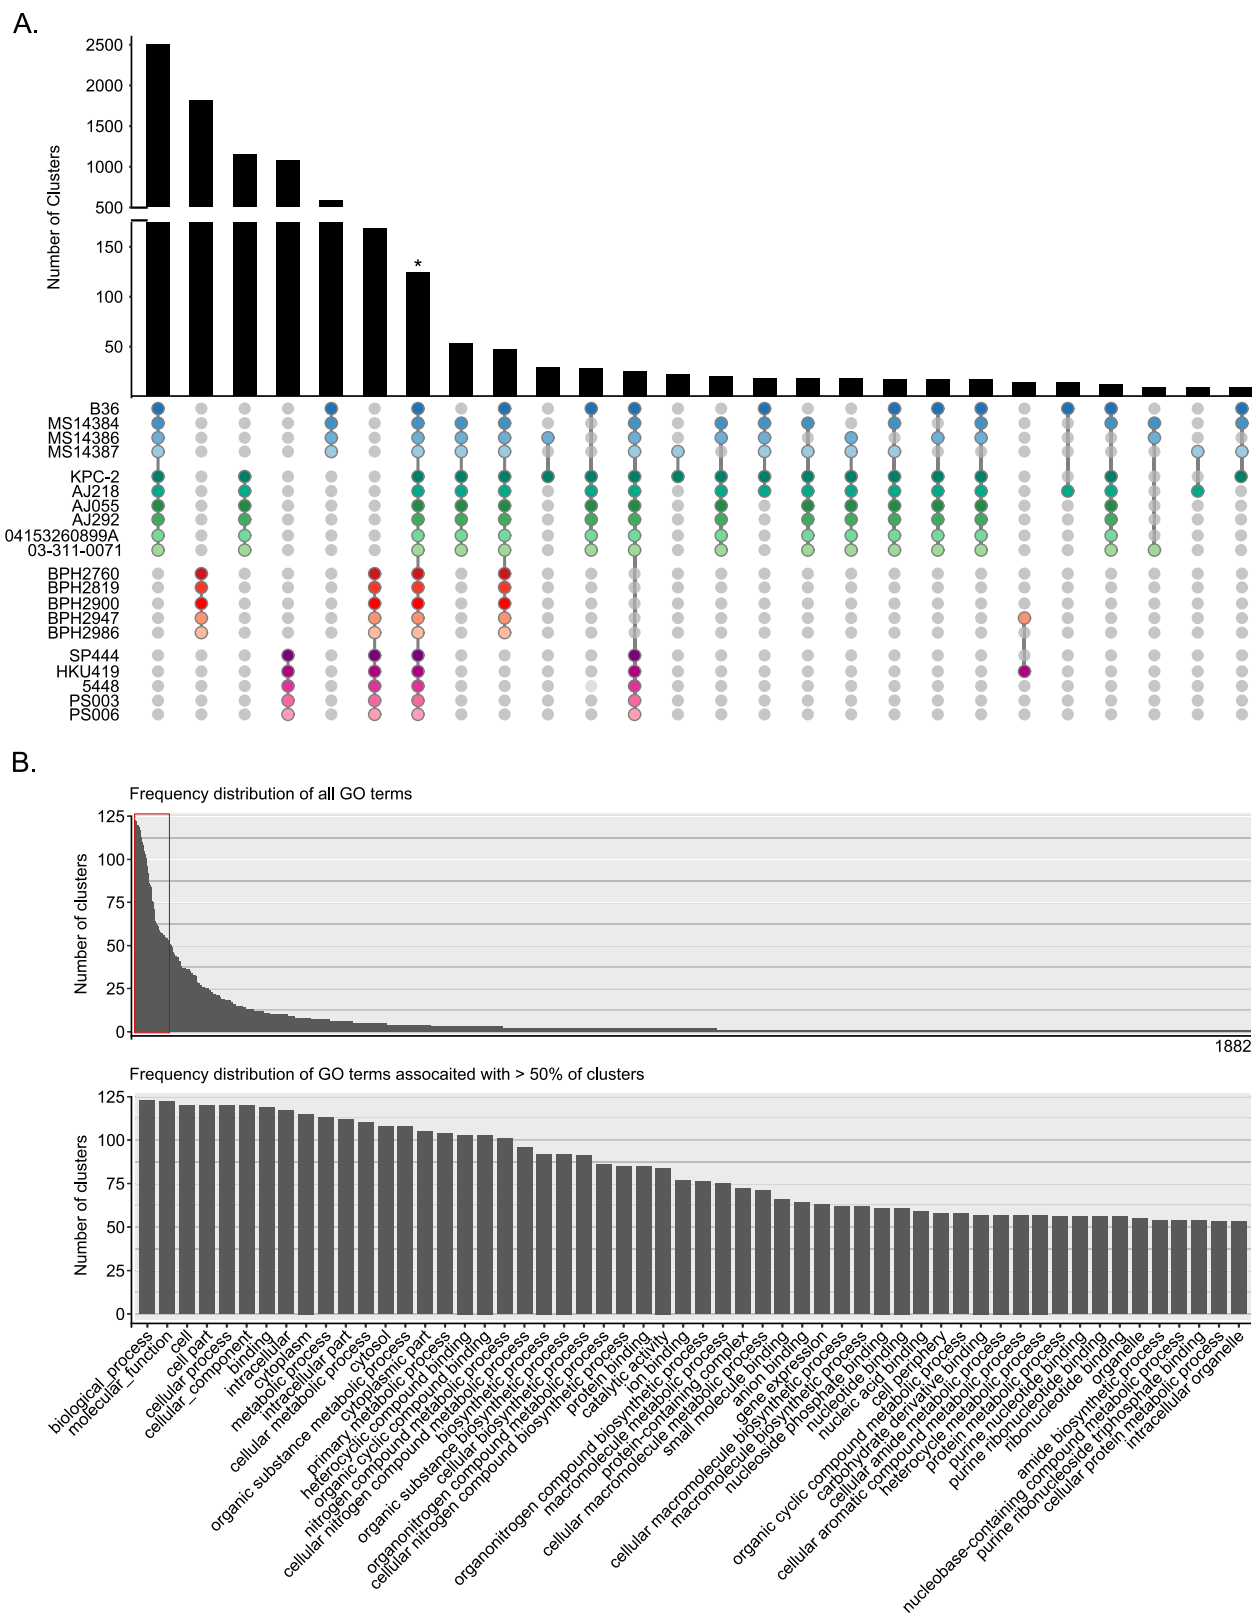 A.
Number of Clusters
2500
2000
1500
1000
500
150
100
50
*
B36
MS14384
MS14386
MS14387
KPC-2
AJ218
AJ055
AJ292
04153260899A
03-311-0071
BPH2760
BPH2819
BPH2900
BPH2947
BPH2986
SP444
HKU419
5448
PS003
PS006
B.
Frequency distribution of all GO terms
Number of clusters
125
100
75
50
25
0
1882
Frequency distribution of GO terms assocaited with > 50% of clusters
Number of clusters
125
100
75
50
25
0
biological_process
molecular_function
cell
cell part
cellular process
cellular_component
binding
intracellular
cytoplasm
metabolic process
intracellular part
cellular metabolic process
cytosol
organic substance metabolic process
cytoplasmic part
primary metabolic process
heterocyclic compound binding
organic cyclic compound binding
nitrogen compound metabolic process
cellular nitrogen compound metabolic process
biosynthetic process
organic substance biosynthetic process
cellular biosynthetic process
organonitrogen compound metabolic process
cellular nitrogen compound biosynthetic process
protein binding
catalytic activity
ion binding
organonitrogen compound biosynthetic process
macromolecule metabolic process
protein-containing complex
cellular macromolecule metabolic process
small molecule binding
anion binding
gene expression
cellular macromolecule biosynthetic process
macromolecule biosynthetic process
nucleoside phosphate binding
nucleotide binding
nucleic acid binding
cell periphery
organic cyclic compound metabolic process
carbohydrate derivative binding
cellular amide metabolic process
cellular aromatic compound metabolic process
heterocycle metabolic process
protein metabolic process
purine nucleotide binding
purine ribonucleotide binding
ribonucleotide binding
organelle
amide biosynthetic process
nucleobase-containing compound metabolic process
purine ribonucleoside triphosphate binding
cellular protein metabolic process
intracellular organelle